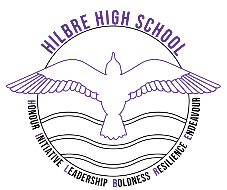 HILBRE HIGH SCHOOL
HONOUR INITIATIVE LEADERSHIP BOLDNESS RESILIENCE ENDEAVOUR